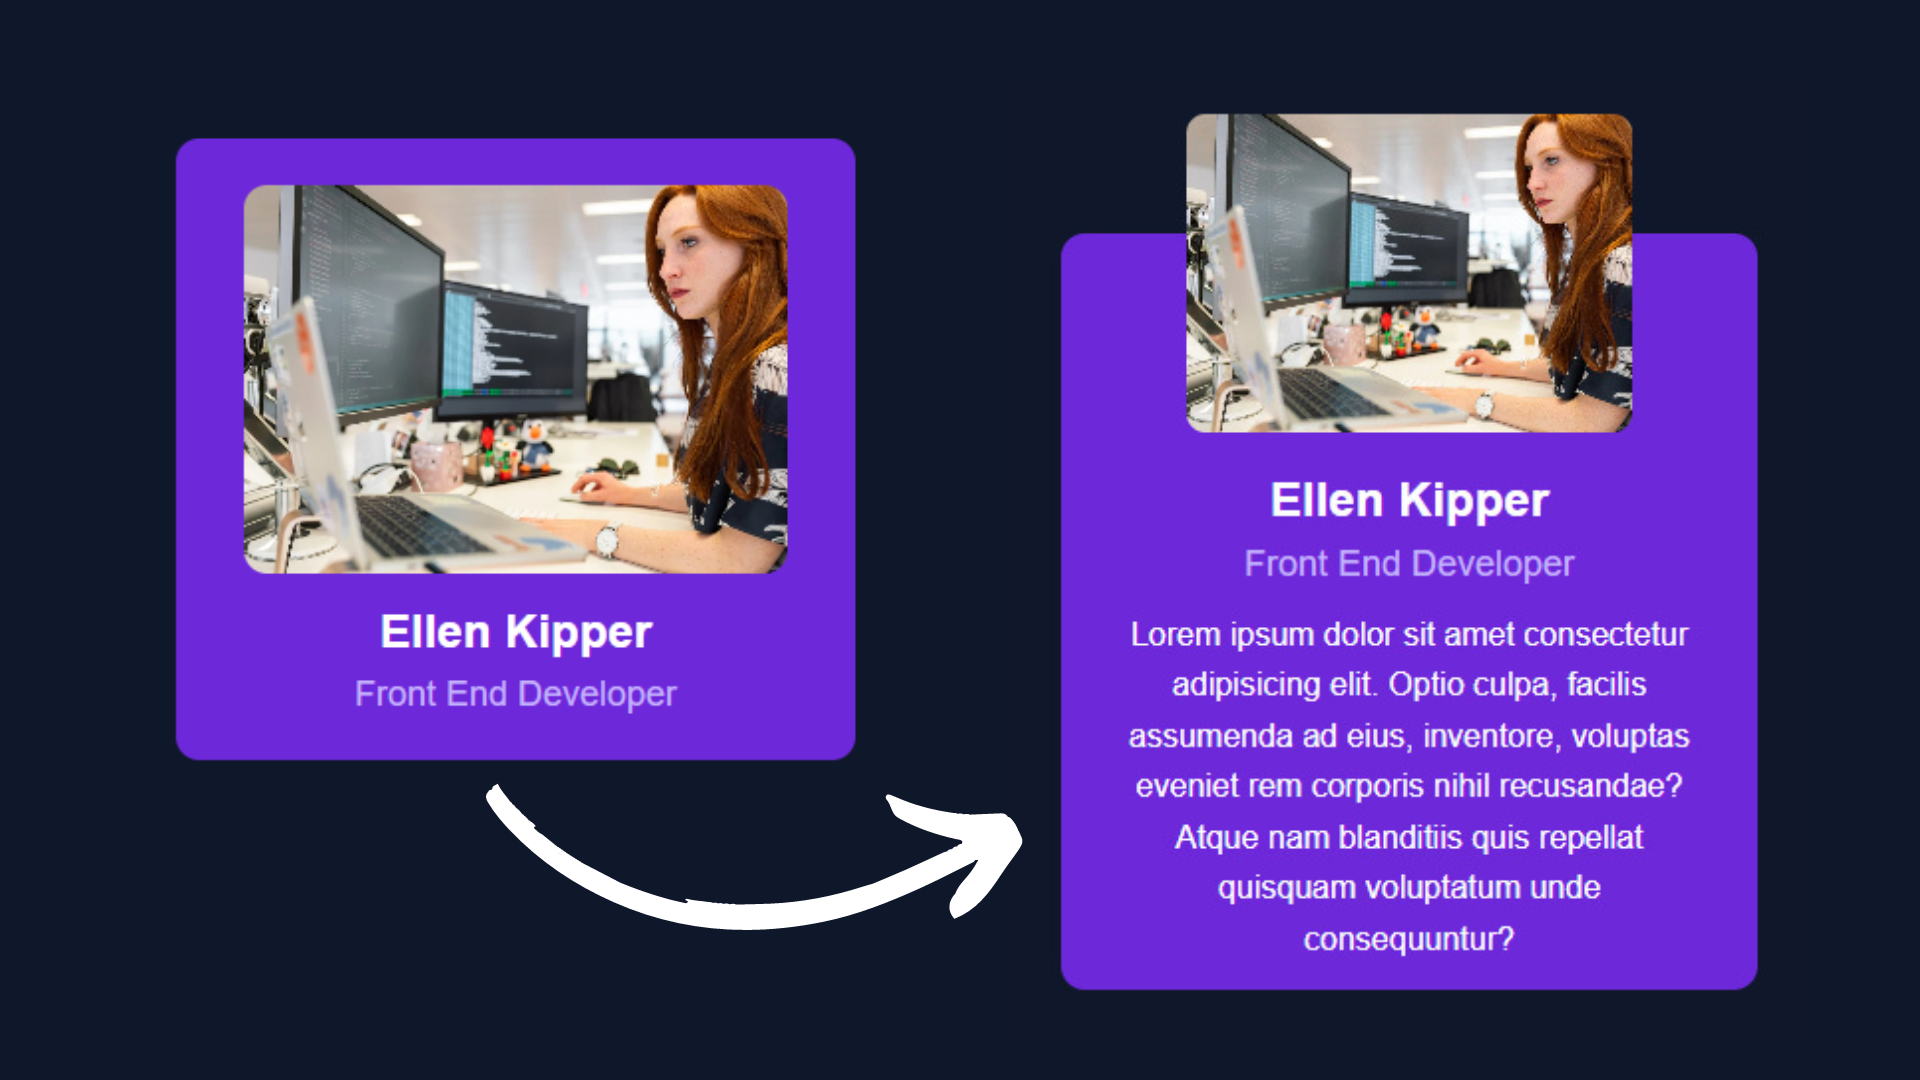 Ellen Kipper
Front End Developer
Ellen Kipper
Front End Developer
Lorem ipsum dolor sit amet consectetur
adipisicing elit. Optio culpa, facilis
assumenda ad eius, inventore, voluptas
eveniet rem corporis nihil recusandae?
Atque nam blanditiis quis repellat
quisquam voluptatum unde
consequuntur?